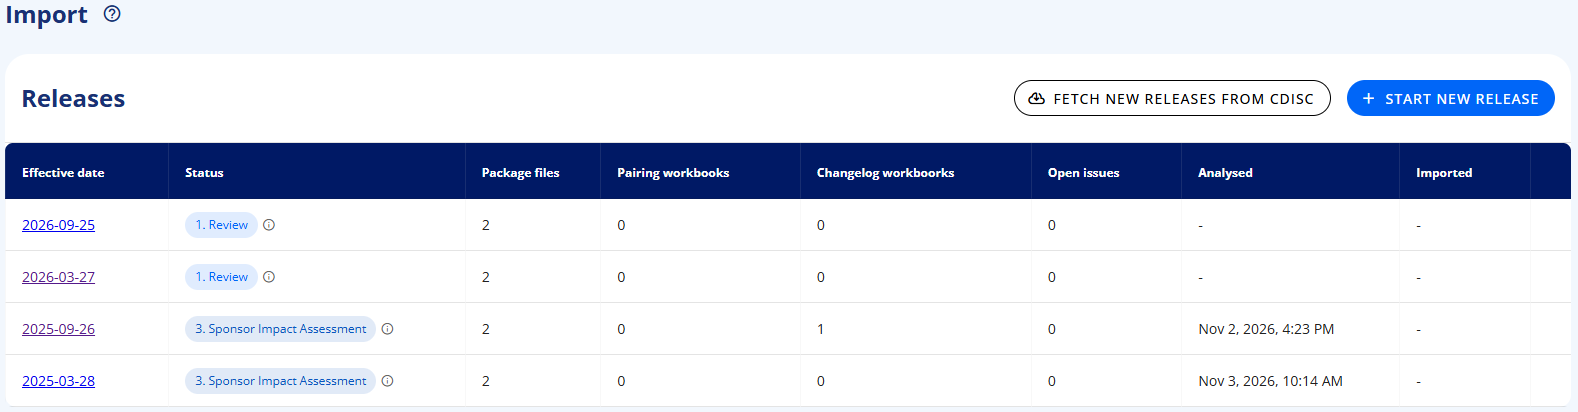 Import
Releases
FETCH NEW RELEASES FROM CDISC
+ START NEW RELEASE
Effective date Status Package files Pairing workbooks Changelog workboorks Open issues Analysed Imported
2026-09-25 1. Review 2 0 0 0 - -
2026-03-27 1. Review 2 0 0 0 - -
2025-09-26 3. Sponsor Impact Assessment 2 0 1 0 Nov 2, 2026, 4:23 PM -
2025-03-28 3. Sponsor Impact Assessment 2 0 0 0 Nov 3, 2026, 10:14 AM -